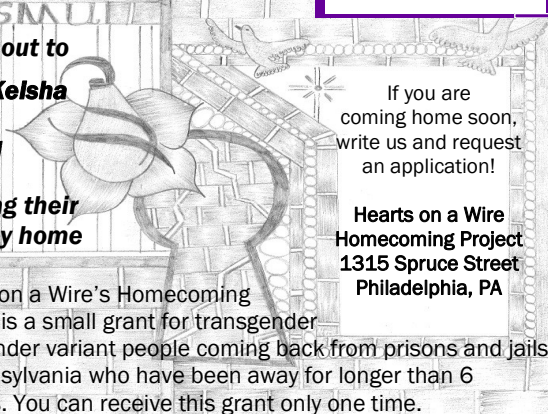 out to
Kelsha
ng their
y home
If you are
coming home soon,
write us and request
an application!
Hearts on a Wire
Homecoming Project
1315 Spruce Street
Philadelphia, PA
on a Wire's Homecoming
is a small grant for transgender
nder variant people coming back from prisons and jails
sylvania who have been away for longer than 6
. You can receive this grant only one time.